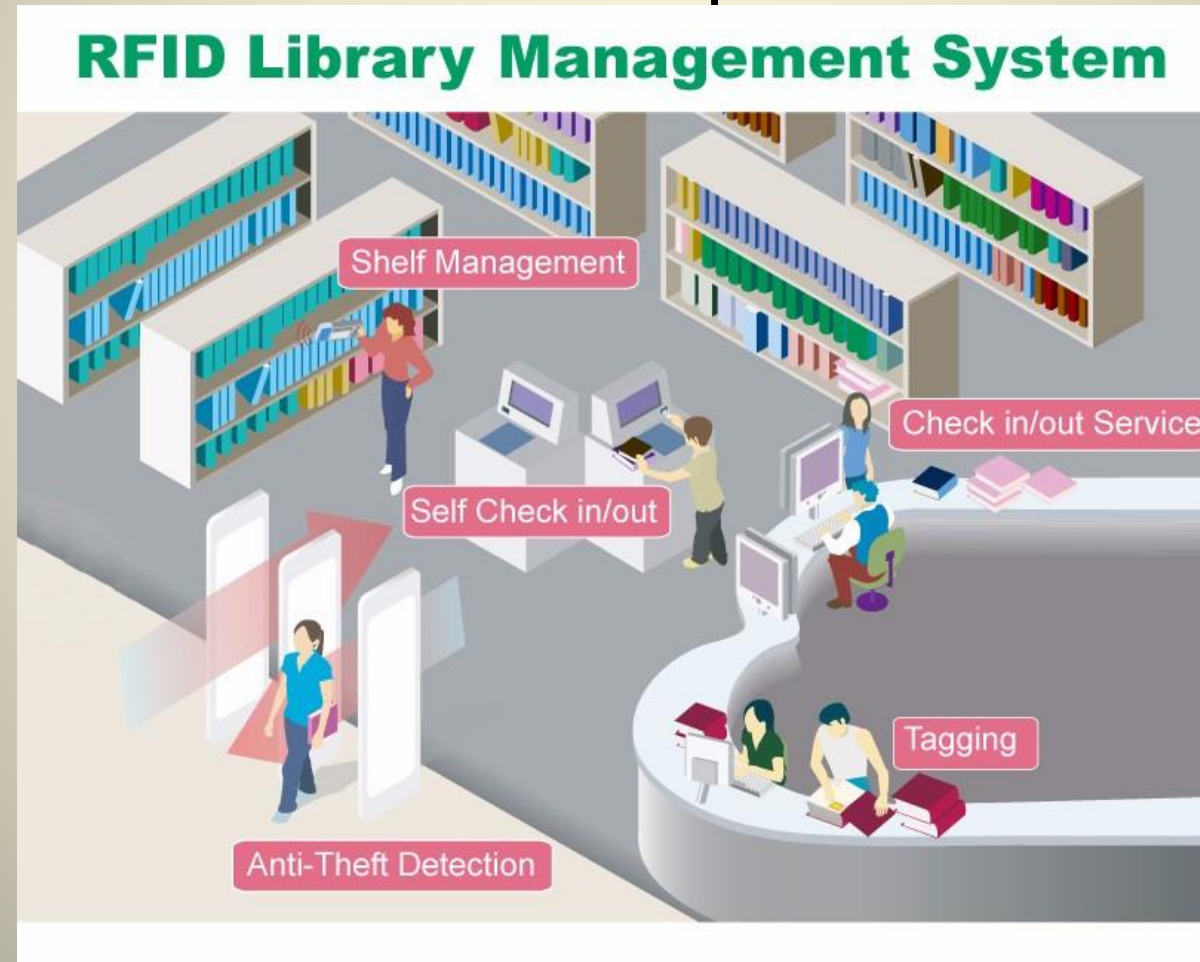 RFID Library Management System
Shelf Management
Check in/out Service
Self Check in/out
Tagging
Anti-Theft Detection